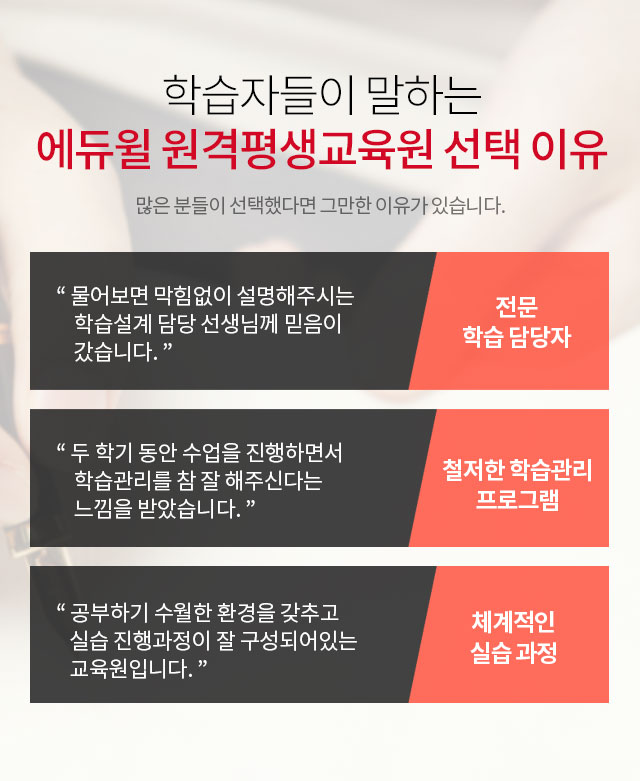 학습자들이 말하는
에듀윌 원격평생교육원 선택 이유
많은 분들이 선택했다면 그만한 이유가 있습니다.
“ 물어보면 막힘없이 설명해주시는
학습설계 담당 선생님께 믿음이
갔습니다. ”
전문
학습 담당자
“ 두 학기 동안 수업을 진행하면서
학습관리를 참 잘 해주신다는
느낌을 받았습니다. ”
철저한 학습관리
프로그램
“ 공부하기 수월한 환경을 갖추고
실습 진행과정이 잘 구성되어있는
교육원입니다. ”
체계적인
실습 과정